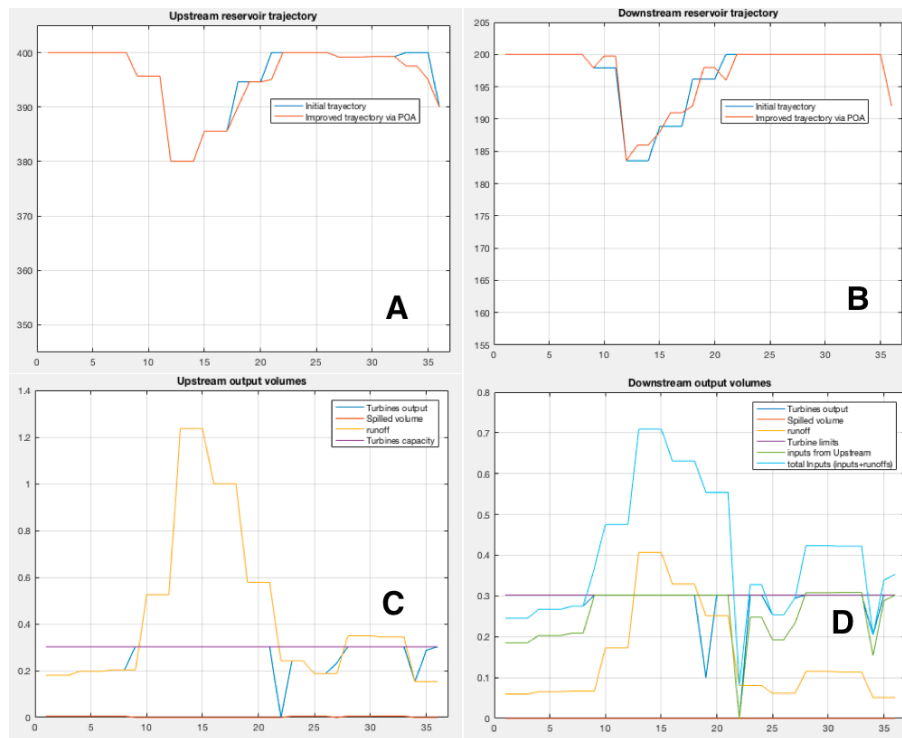 Upstream reservoir trajectory
400
390
380
370
360
350
0 5 10 15 20 25 30 35
Initial trayectory
Improved trayectory via POA
A
Downstream reservoir trajectory
205
200
195
190
185
180
175
170
165
160
155
0 5 10 15 20 25 30 35
Initial trayectory
Improved trayectory via POA
B
Upstream output volumes
1.4
1.2
1
0.8
0.6
0.4
0.2
0
0 5 10 15 20 25 30 35
Turbines output
Spilled volume
runoff
Turbines capacity
C
Downstream output volumes
0.8
0.7
0.6
0.5
0.4
0.3
0.2
0.1
0
0 5 10 15 20 25 30 35
Turbines output
Spilled volume
runoff
Turbine limits
inputs from Upstream
total Inputs (inputs+runoffs)
D